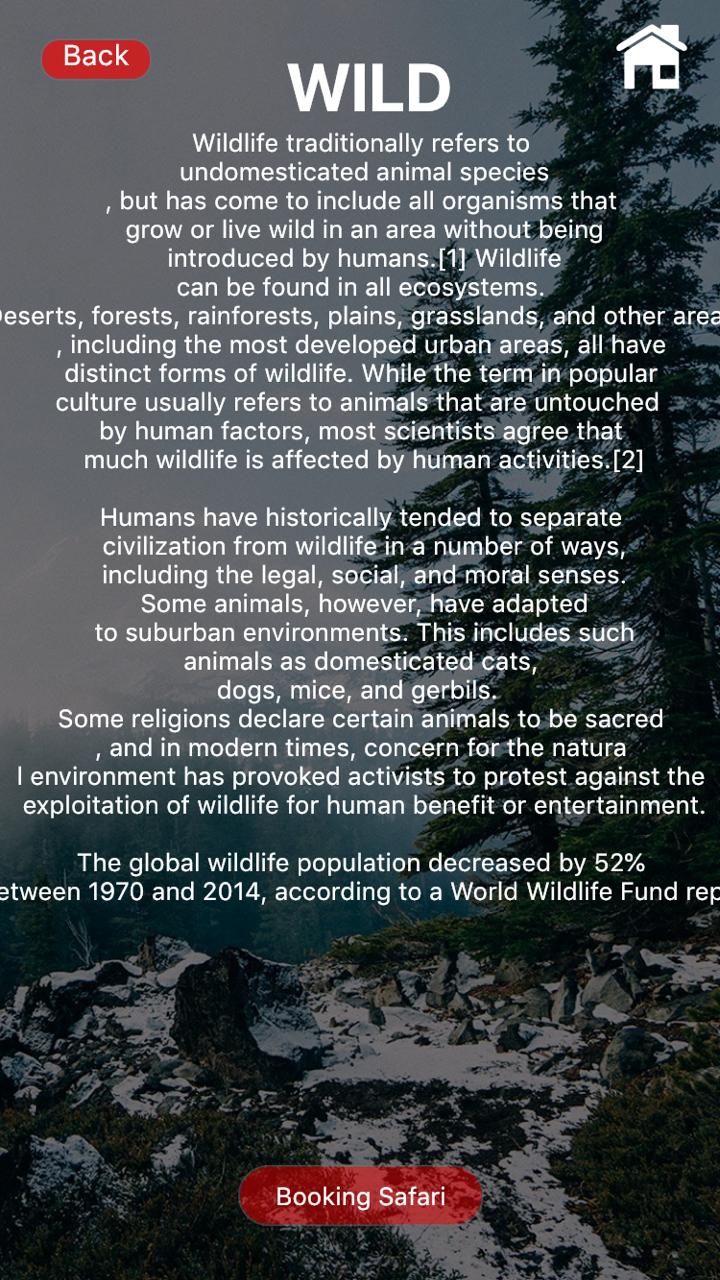 Back
WILD
Wildlife traditionally refers to
undomesticated animal species
, but has come to include all organisms that
grow or live wild in an area without being
introduced by humans.[1] Wildlife
can be found in all ecosystems.
eserts, forests, rainforests, plains, grasslands, and other area
, including the most developed urban areas, all have
distinct forms of wildlife. While the term in popular
culture usually refers to animals that are untouched
by human factors, most scientists agree that
much wildlife is affected by human activities.[2]
Humans have historically tended to separate
civilization from wildlife in a number of ways,
including the legal, social, and moral senses.
Some animals, however, have adapted
to suburban environments. This includes such
animals as domesticated cats,
dogs, mice, and gerbils.
Some religions declare certain animals to be sacred
, and in modern times, concern for the natura
l environment has provoked activists to protest against the
exploitation of wildlife for human benefit or entertainment.
The global wildlife population decreased by 52%
etween 1970 and 2014, according to a World Wildlife Fund rep
Booking Safari